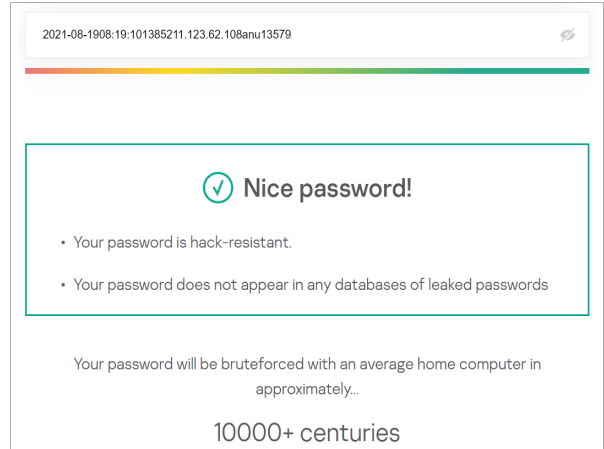 2021-08-1908:19:101385211.123.62.108anu13579
Nice password!
• Your password is hack-resistant.
• Your password does not appear in any databases of leaked passwords
Your password will be bruteforced with an average home computer in
approximately...
10000+ centuries